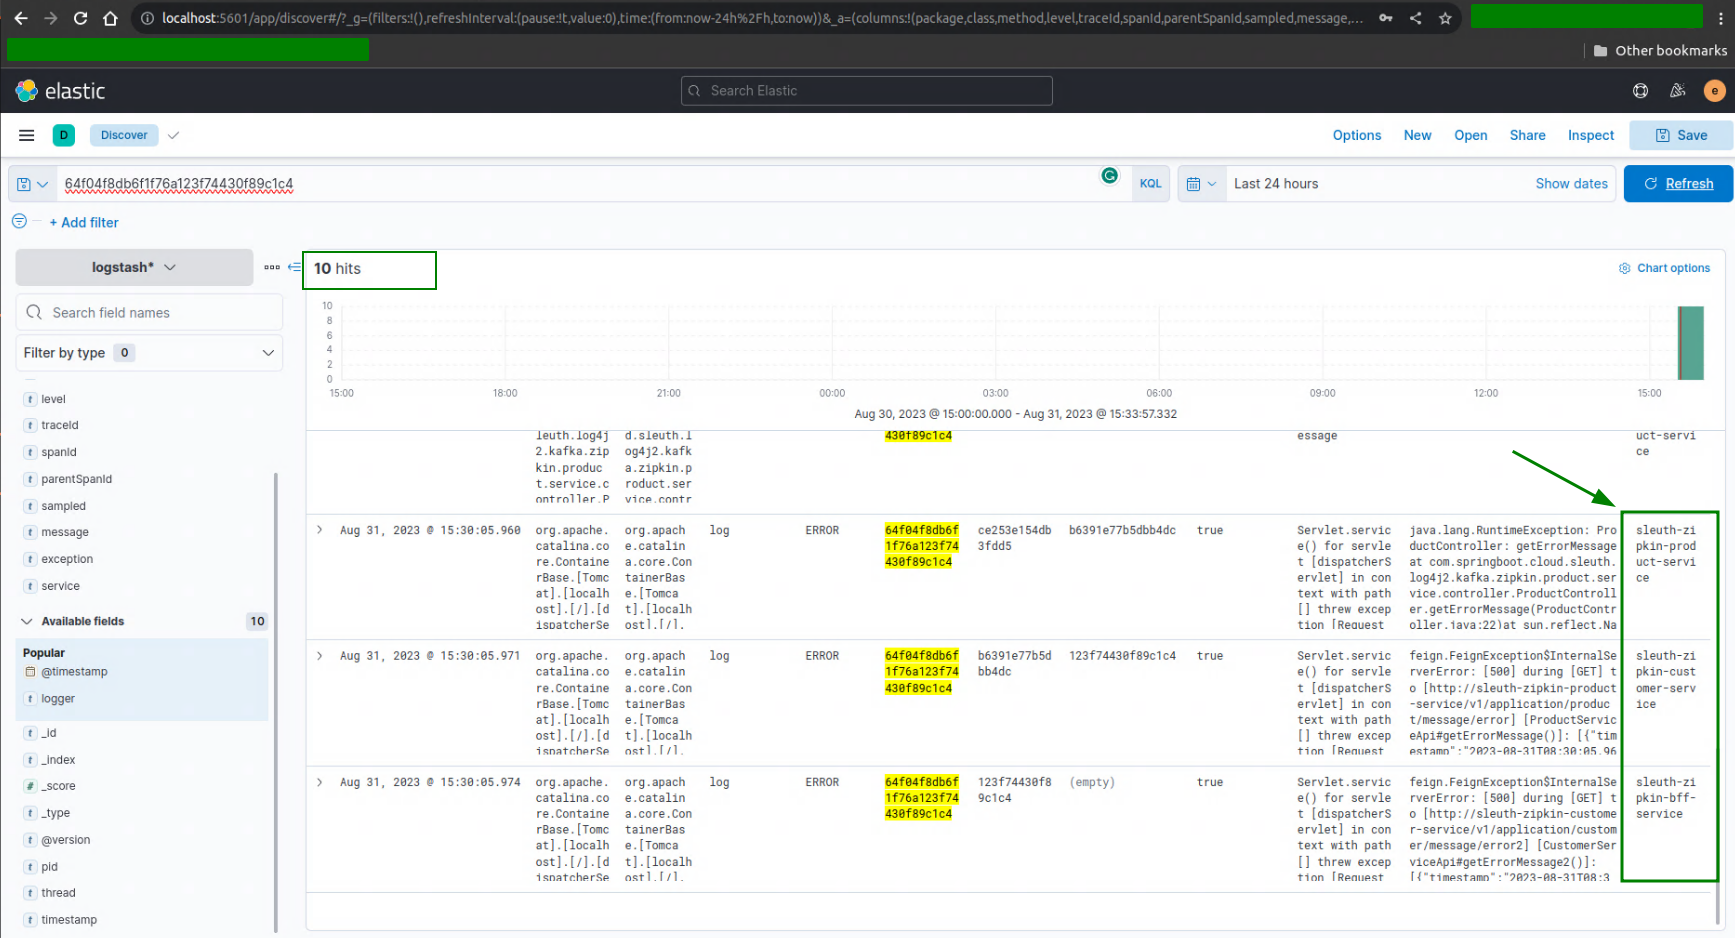 localhost:5601/app/discover#/?_g=(filters:!(),refreshInterval:(pause:!t,value:0),time:(from:now-24h%2Fh,to:now))&_a=(columns:!(package,class,method,level,traceId,spanId,parentSpanId,sampled,message,...
Other bookmarks
elastic
Search Elastic
e
D
Discover
Options New Open Share Inspect Save
64f04f8db6f1f76a123f74430f89c1c4
KQL
Last 24 hours
Show dates
Refresh
+ Add filter
logstash*
Search field names
Filter by type 0
t level
t traceId
t spanId
t parentSpanId
t sampled
t message
t exception
t service
Available fields 10
Popular
@timestamp
t logger
t _id
t _index
# _score
t _type
t @version
t pid
t thread
t timestamp
10 hits
Chart options
10
8
6
4
2
0
15:00 18:00 21:00 00:00 03:00 06:00 09:00 12:00 15:00
Aug 30, 2023 @ 15:00:00.000 - Aug 31, 2023 @ 15:33:57.332
leuth.log4j d.sleuth.l 430f89c1c4 essage uct-servi
2.kafka.zip og4j2.kafk ce
kin.produc a.zipkin.p
t.service.c roduct.ser
ontroller.P vice.contr
Aug 31, 2023 @ 15:30:05.960 org.apache. org.apach log ERROR 64f04f8db6f ce253e154db b6391e77b5dbb4dc true Servlet.servic java.lang.RuntimeException: Pro sleuth-zi
catalina.co e.catalin 1f76a123f74 3fdd5 e() for servle ductController: getErrorMessage pkin-prod
re.Containe a.core.Con 430f89c1c4 t [dispatcherS at com.springboot.cloud.sleuth. uct-servi
rBase.[Tomc tainerBas ervlet] in con log4j2.kafka.zipkin.product.ser ce
at].[localh e.[Tomca text with path vice.controller.ProductControll
ost].[/].[d t].[localh [] threw excep er.getErrorMessage(ProductContr
ispatcherSe ost].[/]. tion [Request oller.java:22)at sun.reflect.Na
Aug 31, 2023 @ 15:30:05.971 org.apache. org.apach log ERROR 64f04f8db6f b6391e77b5d 123f74430f89c1c4 true Servlet.servic feign.FeignException$InternalSe sleuth-zi
catalina.co e.catalin 1f76a123f74 bb4dc e() for servle rverError: [500] during [GET] t pkin-cust
re.Containe a.core.Con 430f89c1c4 t [dispatcherS o [http://sleuth-zipkin-product omer-serv
rBase.[Tomc tainerBas ervlet] in con -service/v1/application/produc ice
at].[localh e.[Tomca text with path t/message/error] [ProductServic
ost].[/].[d t].[localh [] threw excep eApi#getErrorMessage()]: [{"tim
ispatcherSe ost].[/]. tion [Request estamp":"2023-08-31T08:30:05.96
Aug 31, 2023 @ 15:30:05.974 org.apache. org.apach log ERROR 64f04f8db6f 123f74430f8 (empty) true Servlet.servic feign.FeignException$InternalSe sleuth-zi
catalina.co e.catalin 1f76a123f74 9c1c4 e() for servle rverError: [500] during [GET] t pkin-bff-
re.Containe a.core.Con 430f89c1c4 t [dispatcherS o [http://sleuth-zipkin-custome service
rBase.[Tomc tainerBas ervlet] in con r-service/v1/application/custom
at].[localh e.[Tomca text with path er/message/error2] [CustomerSer
ost].[/].[d t].[localh [] threw excep viceApi#getErrorMessage2()]:
ispatcherSe ost].[/]. tion [Request [{"timestamp":"2023-08-31T08:3